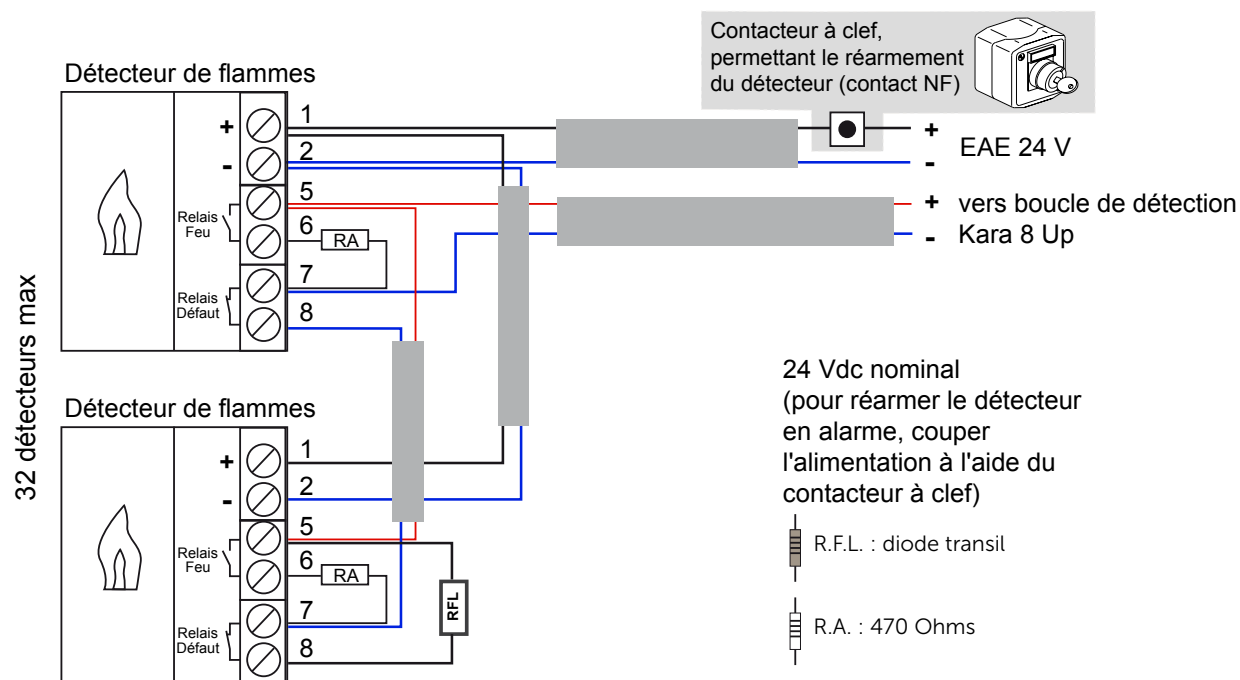 Contacteur à clef,
permettant le réarmement
du détecteur (contact NF)
Détecteur de flammes
+
-
1
2
5
6
7
8
Relais
Feu
RA
Relais
Défaut
+
-
EAE 24 V
+
-
vers boucle de détection
Kara 8 Up
32 détecteurs max
Détecteur de flammes
+
-
1
2
5
6
7
8
Relais
Feu
RA
Relais
Défaut
RFL
24 Vdc nominal
(pour réarmer le détecteur
en alarme, couper
l'alimentation à l'aide du
contacteur à clef)
R.F.L. : diode transil
R.A. : 470 Ohms